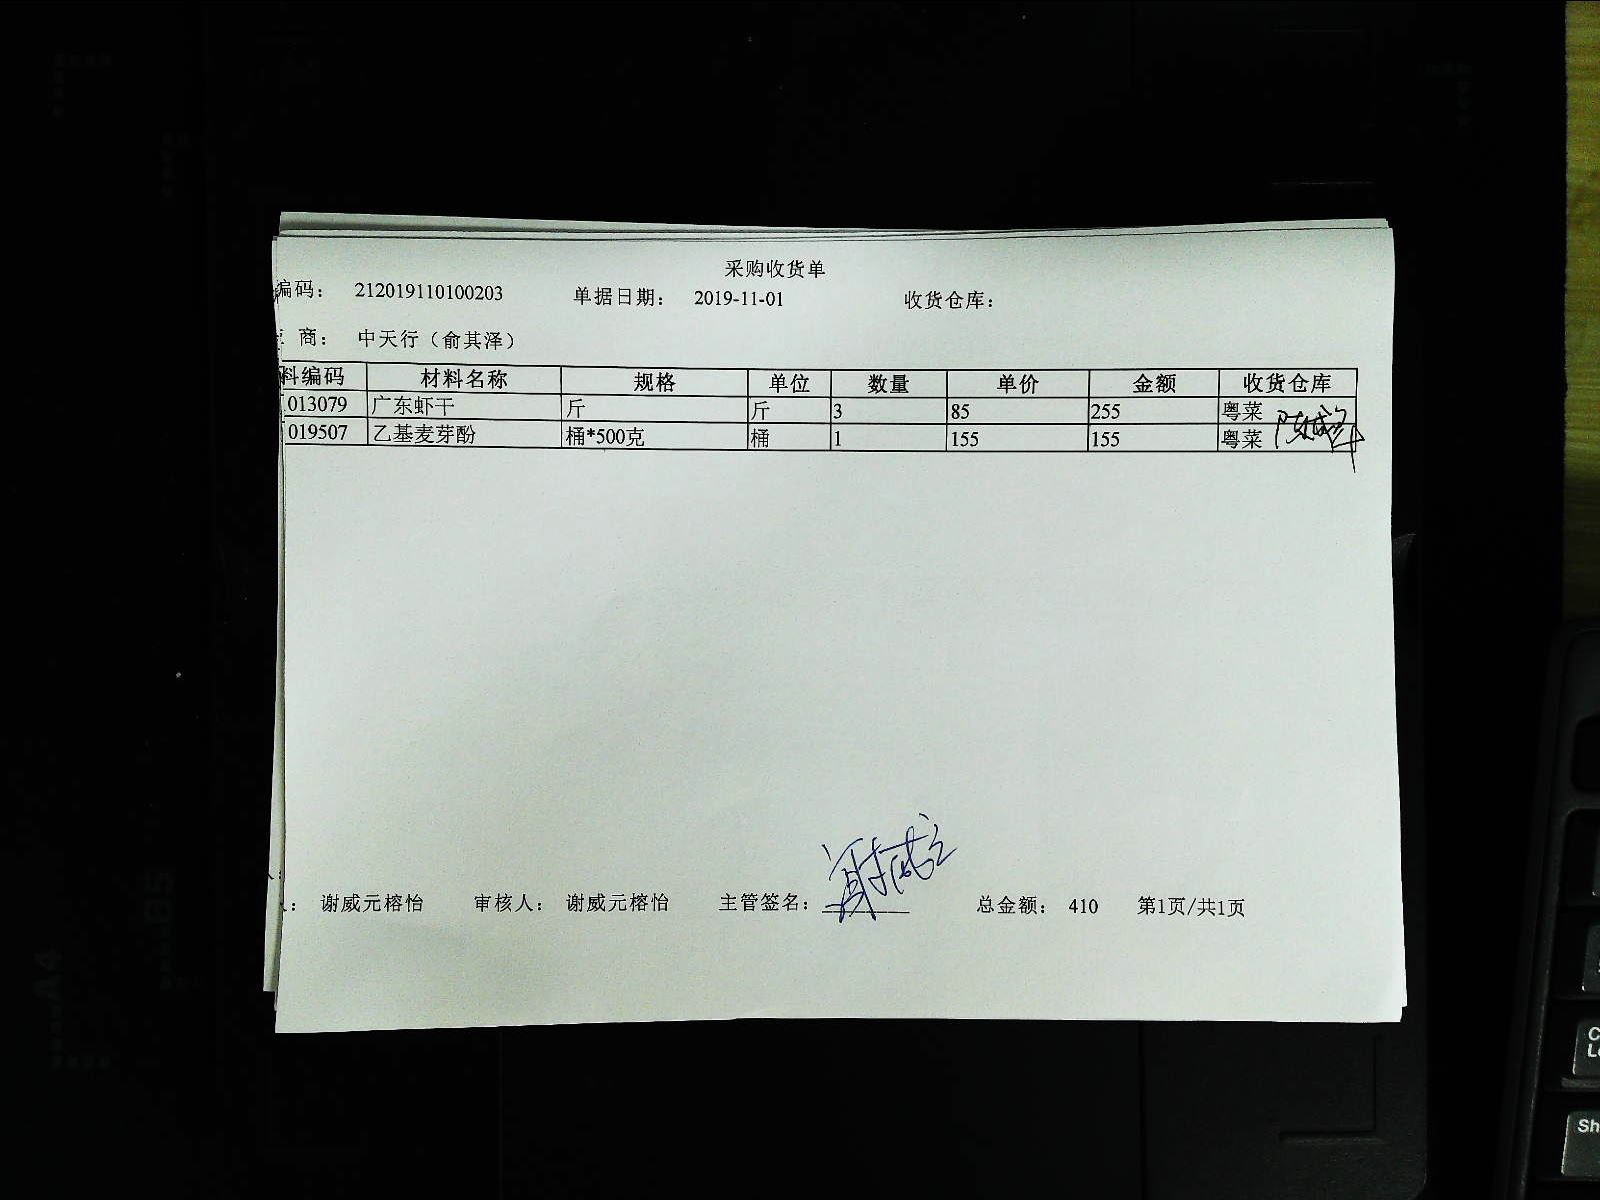 采购收货单
编码： 212019110100203 单据日期： 2019-11-01 收货仓库：
商： 中天行（俞其泽）
料编码 材料名称 规格 单位 数量 单价 金额 收货仓库
013079 广东虾干 斤 斤 3 85 255 粤菜
019507 乙基麦芽酚 桶*500克 桶 1 155 155 粤菜
： 谢威元榕怡 审核人： 谢威元榕怡 主管签名： 总金额： 410 第1页/共1页
Sh